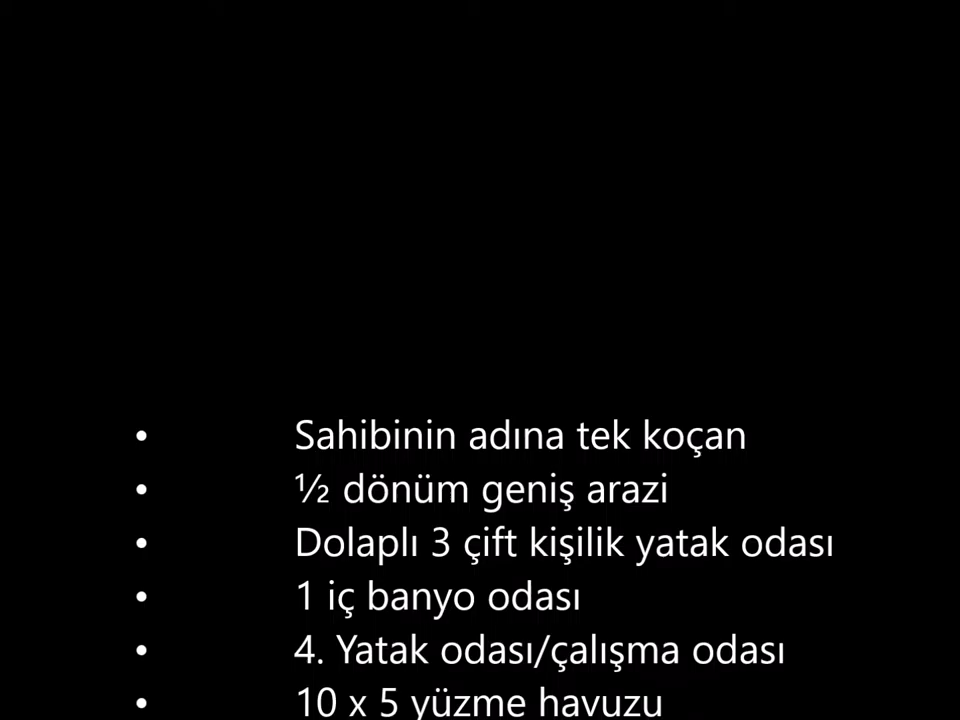 • Sahibinin adına tek koçan
• ½ dönüm geniş arazi
• Dolaplı 3 çift kişilik yatak odası
• 1 iç banyo odası
• 4. Yatak odası/çalışma odası
• 10 x 5 yüzme havuzu